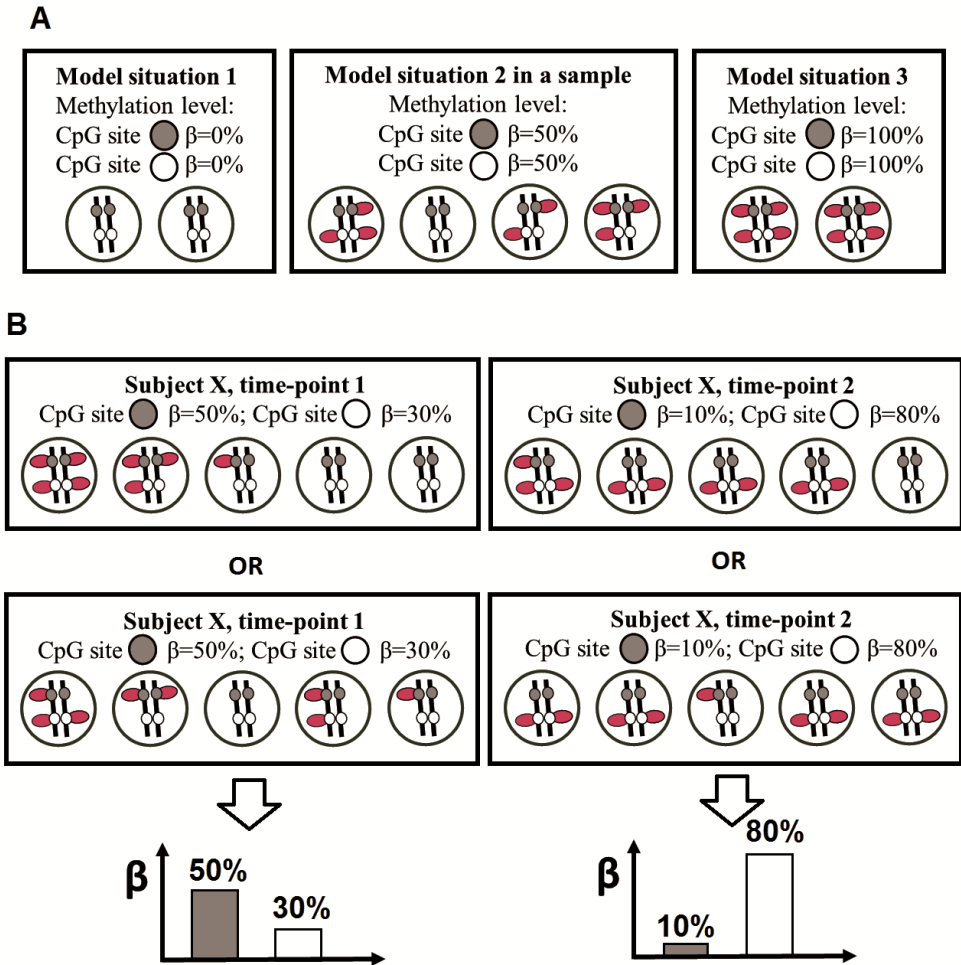 A
Model situation 1
Methylation level:
CpG site β=0%
CpG site β=0%
Model situation 2 in a sample
Methylation level:
CpG site β=50%
CpG site β=50%
Model situation 3
Methylation level:
CpG site β=100%
CpG site β=100%
B
Subject X, time-point 1
CpG site β=50%; CpG site β=30%
Subject X, time-point 2
CpG site β=10%; CpG site β=80%
OR
OR
Subject X, time-point 1
CpG site β=50%; CpG site β=30%
Subject X, time-point 2
CpG site β=10%; CpG site β=80%
β
50%
30%
β
10%
80%